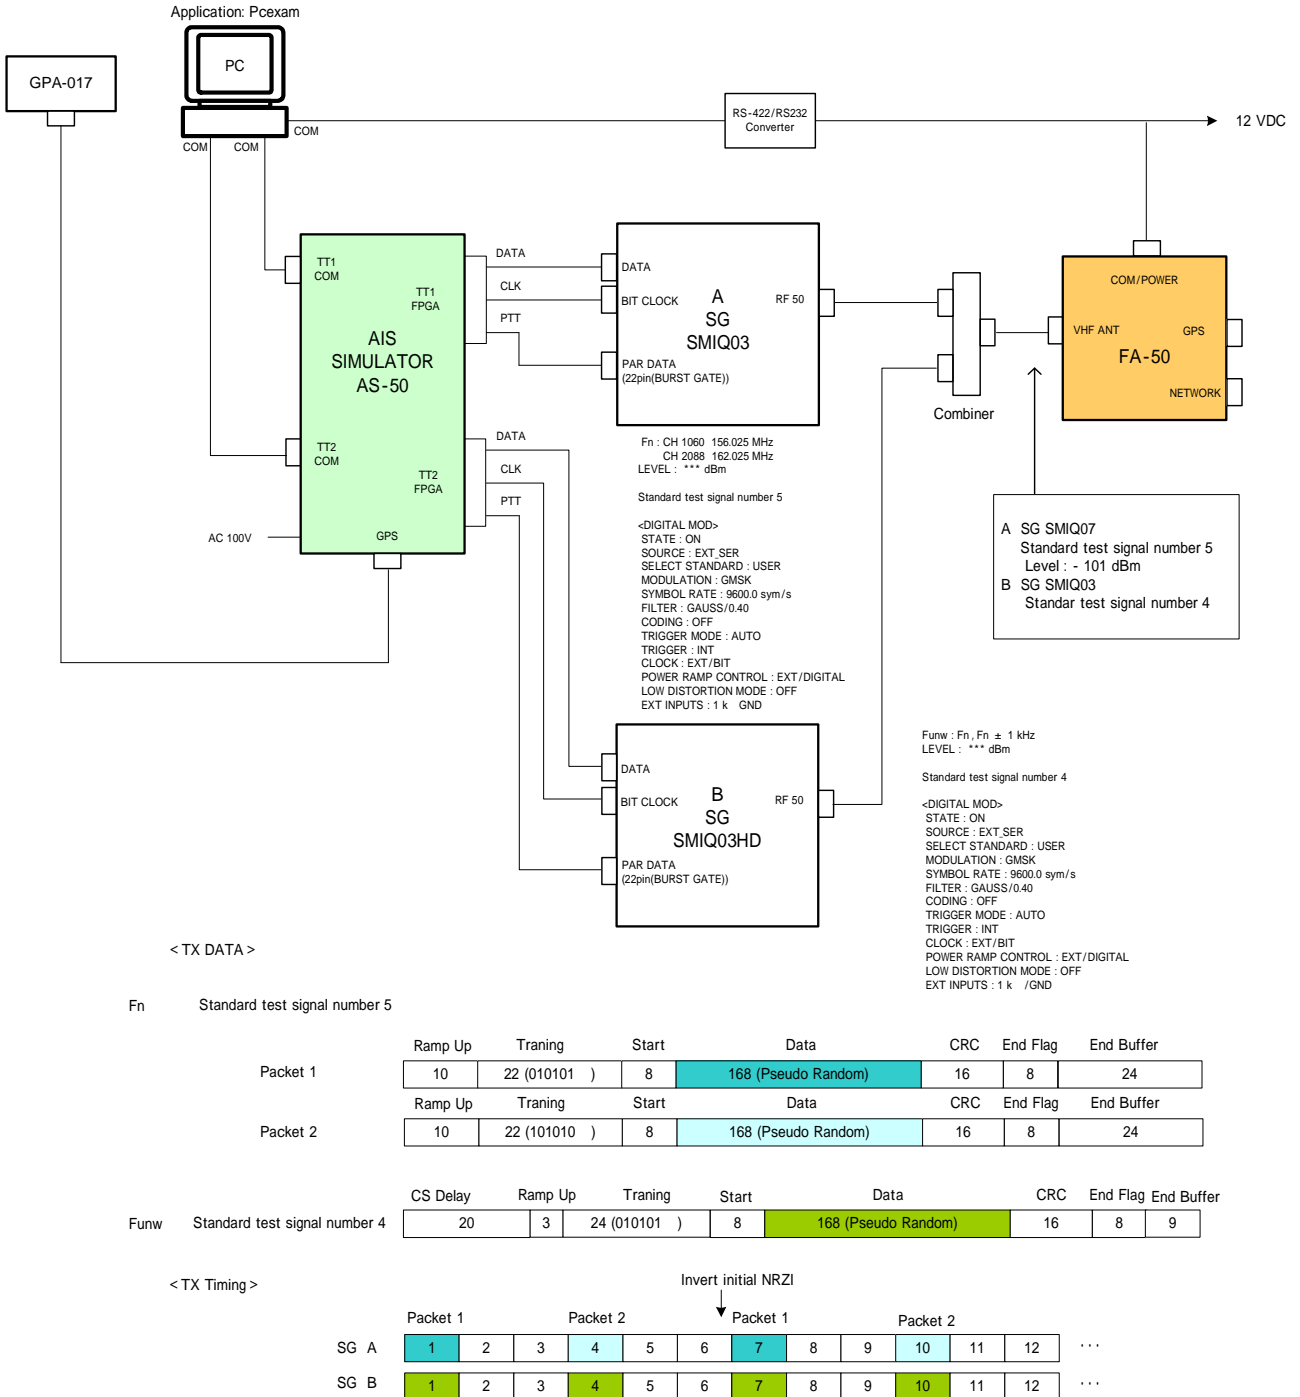 Application: Pcexam
GPA-017
PC
COM
COM
COM
RS-422/RS232
Converter
12 VDC
TT1
COM
TT1
FPGA
AIS
SIMULATOR
AS-50
TT2
COM
TT2
FPGA
GPS
AC 100V
DATA
CLK
PTT
DATA
CLK
PTT
DATA
BIT CLOCK
PAR DATA
(22pin(BURST GATE))
A
SG
SMIQ03
RF 50
Combiner
COM/POWER
VHF ANT
GPS
FA-50
NETWORK
Fn : CH 1060 156.025 MHz
CH 2088 162.025 MHz
LEVEL : *** dBm
Standard test signal number 5
<DIGITAL MOD>
STATE : ON
SOURCE : EXT_SER
SELECT STANDARD : USER
MODULATION : GMSK
SYMBOL RATE : 9600.0 sym/s
FILTER : GAUSS/0.40
CODING : OFF
TRIGGER MODE : AUTO
TRIGGER : INT
CLOCK : EXT/BIT
POWER RAMP CONTROL : EXT/DIGITAL
LOW DISTORTION MODE : OFF
EXT INPUTS : 1 k GND
A SG SMIQ07
Standard test signal number 5
Level : - 101 dBm
B SG SMIQ03
Standar test signal number 4
DATA
BIT CLOCK
PAR DATA
(22pin(BURST GATE))
B
SG
SMIQ03HD
RF 50
Funw : Fn , Fn ± 1 kHz
LEVEL : *** dBm
Standard test signal number 4
<DIGITAL MOD>
STATE : ON
SOURCE : EXT_SER
SELECT STANDARD : USER
MODULATION : GMSK
SYMBOL RATE : 9600.0 sym/s
FILTER : GAUSS/0.40
CODING : OFF
TRIGGER MODE : AUTO
TRIGGER : INT
CLOCK : EXT/BIT
POWER RAMP CONTROL : EXT/DIGITAL
LOW DISTORTION MODE : OFF
EXT INPUTS : 1 k /GND
< TX DATA >
Fn Standard test signal number 5
Ramp Up Traning Start Data CRC End Flag End Buffer
Packet 1 10 22 (010101 ) 8 168 (Pseudo Random) 16 8 24
Ramp Up Traning Start Data CRC End Flag End Buffer
Packet 2 10 22 (101010 ) 8 168 (Pseudo Random) 16 8 24
CS Delay Ramp Up Traning Start Data CRC End Flag End Buffer
Funw Standard test signal number 4 20 3 24 (010101 ) 8 168 (Pseudo Random) 16 8 9
< TX Timing >
Invert initial NRZI
Packet 1 Packet 2 Packet 1 Packet 2
SG A 1 2 3 4 5 6 7 8 9 10 11 12 ...
SG B 1 2 3 4 5 6 7 8 9 10 11 12 ...